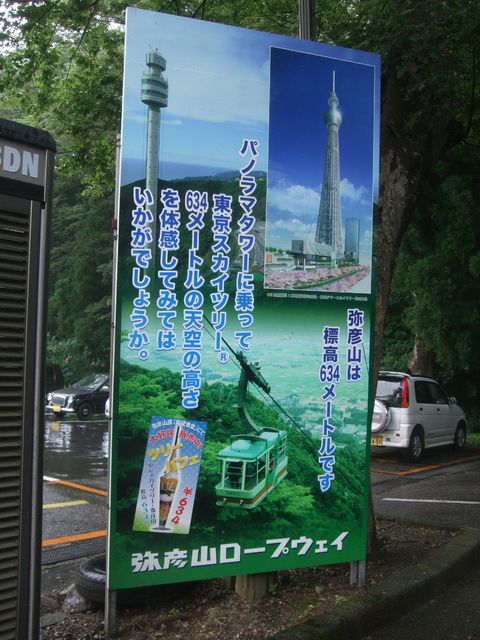 弥彦山は
標高634メートルです
パノラマタワーに乗って
東京スカイツリー®
634メートルの天空の高さ
を体感してみては
いかがでしょうか。
ツリー
パフェ
¥634
弥彦山ロープウェイ
DN